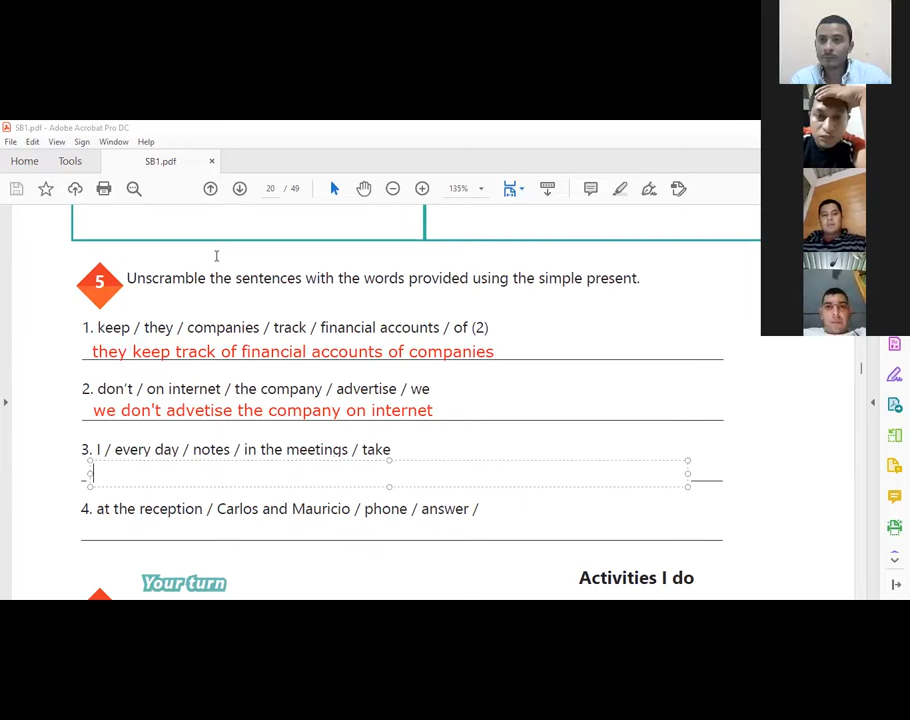 SB1.pdf - Adobe Acrobat Pro DC
File Edit View Sign Window Help
Home Tools SB1.pdf ×
20 / 49 135%
5 Unscramble the sentences with the words provided using the simple present.
1. keep / they / companies / track / financial accounts / of (2)
they keep track of financial accounts of companies
2. don't / on internet / the company / advertise / we
we don't advetise the company on internet
3. I / every day / notes / in the meetings / take
4. at the reception / Carlos and Mauricio / phone / answer /
Your turn Activities I do